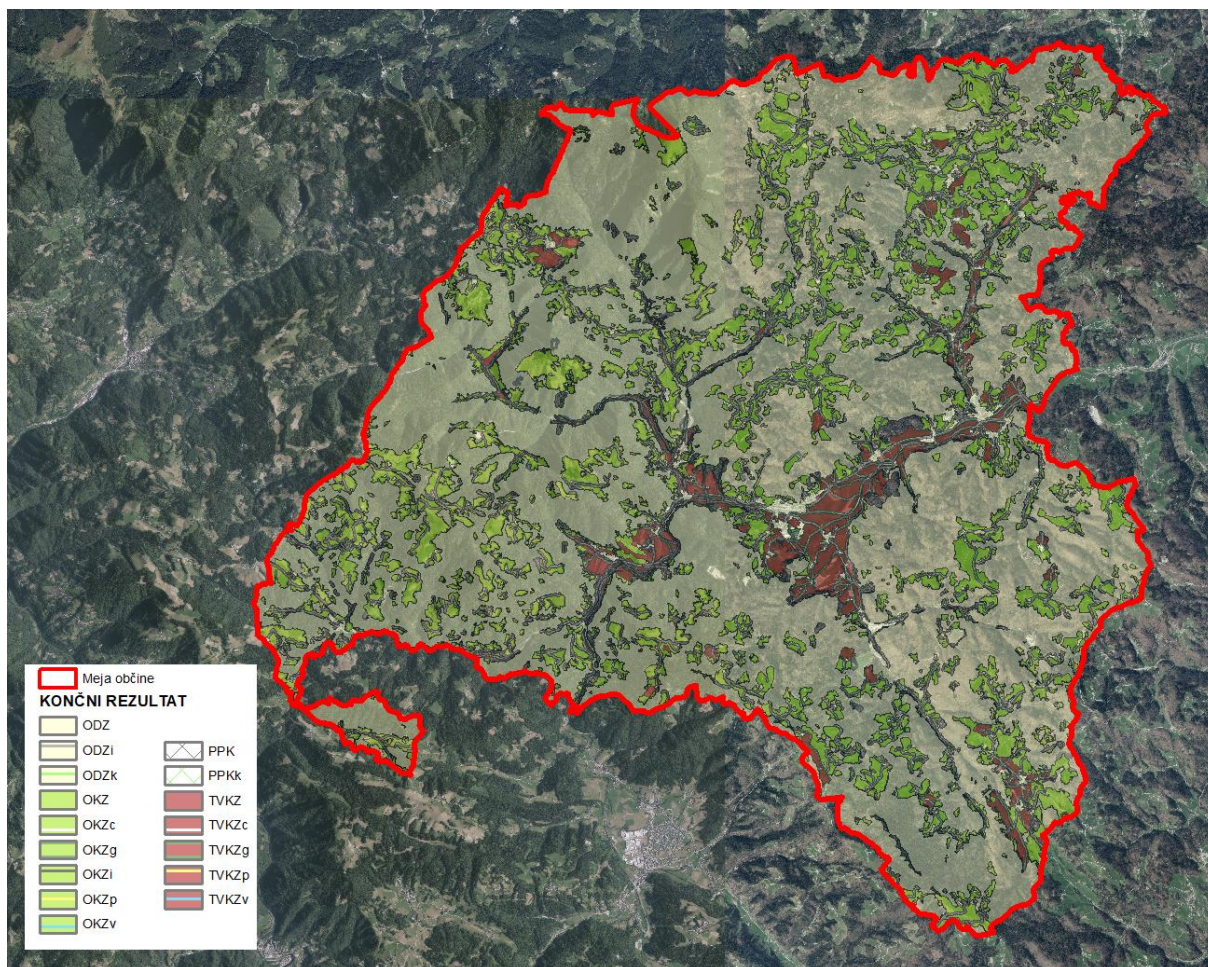 Meja občine
KONČNI REZULTAT
ODZ
ODZi
ODZk
OKZ
OKZc
OKZg
OKZi
OKZp
OKZv
PPK
PPKk
TVKZ
TVKZc
TVKZg
TVKZp
TVKZv